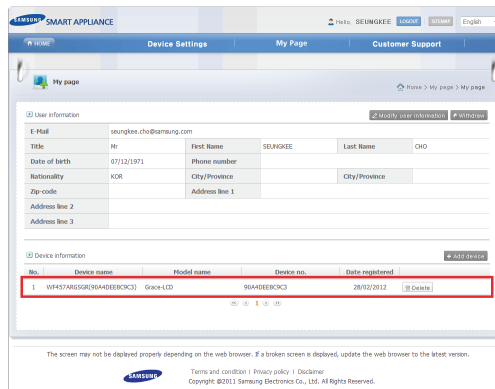 SAMSUNG SMART APPLIANCE
Hello, SEUNGKEE LOGOUT SITEMAP English
HOME Device Settings My Page Customer Support
My page
Home > My page > My page
User information Modify user information Withdraw
E-Mail seungkee.cho@samsung.com
Title Mr First Name SEUNGKEE Last Name CHO
Date of birth 07/12/1971 Phone number
Nationality KOR City/Province City/Province
Zip-code Address line 1
Address line 2
Address line 3
Device information + Add device
No. Device name Model name Device no. Date registered
1 WF457ARGSGR(90A4DEE8C9C3) Grace-LCD 90A4DEE8C9C3 28/02/2012 Delete
1
The screen may not be displayed properly depending on the web browser. If a broken screen is displayed, update the web browser to the latest version.
SAMSUNG
Terms and condition I Privacy policy I Disclaimer
Copyright @2011 Samsung Electronics Co., Ltd. All Rights Reserved.